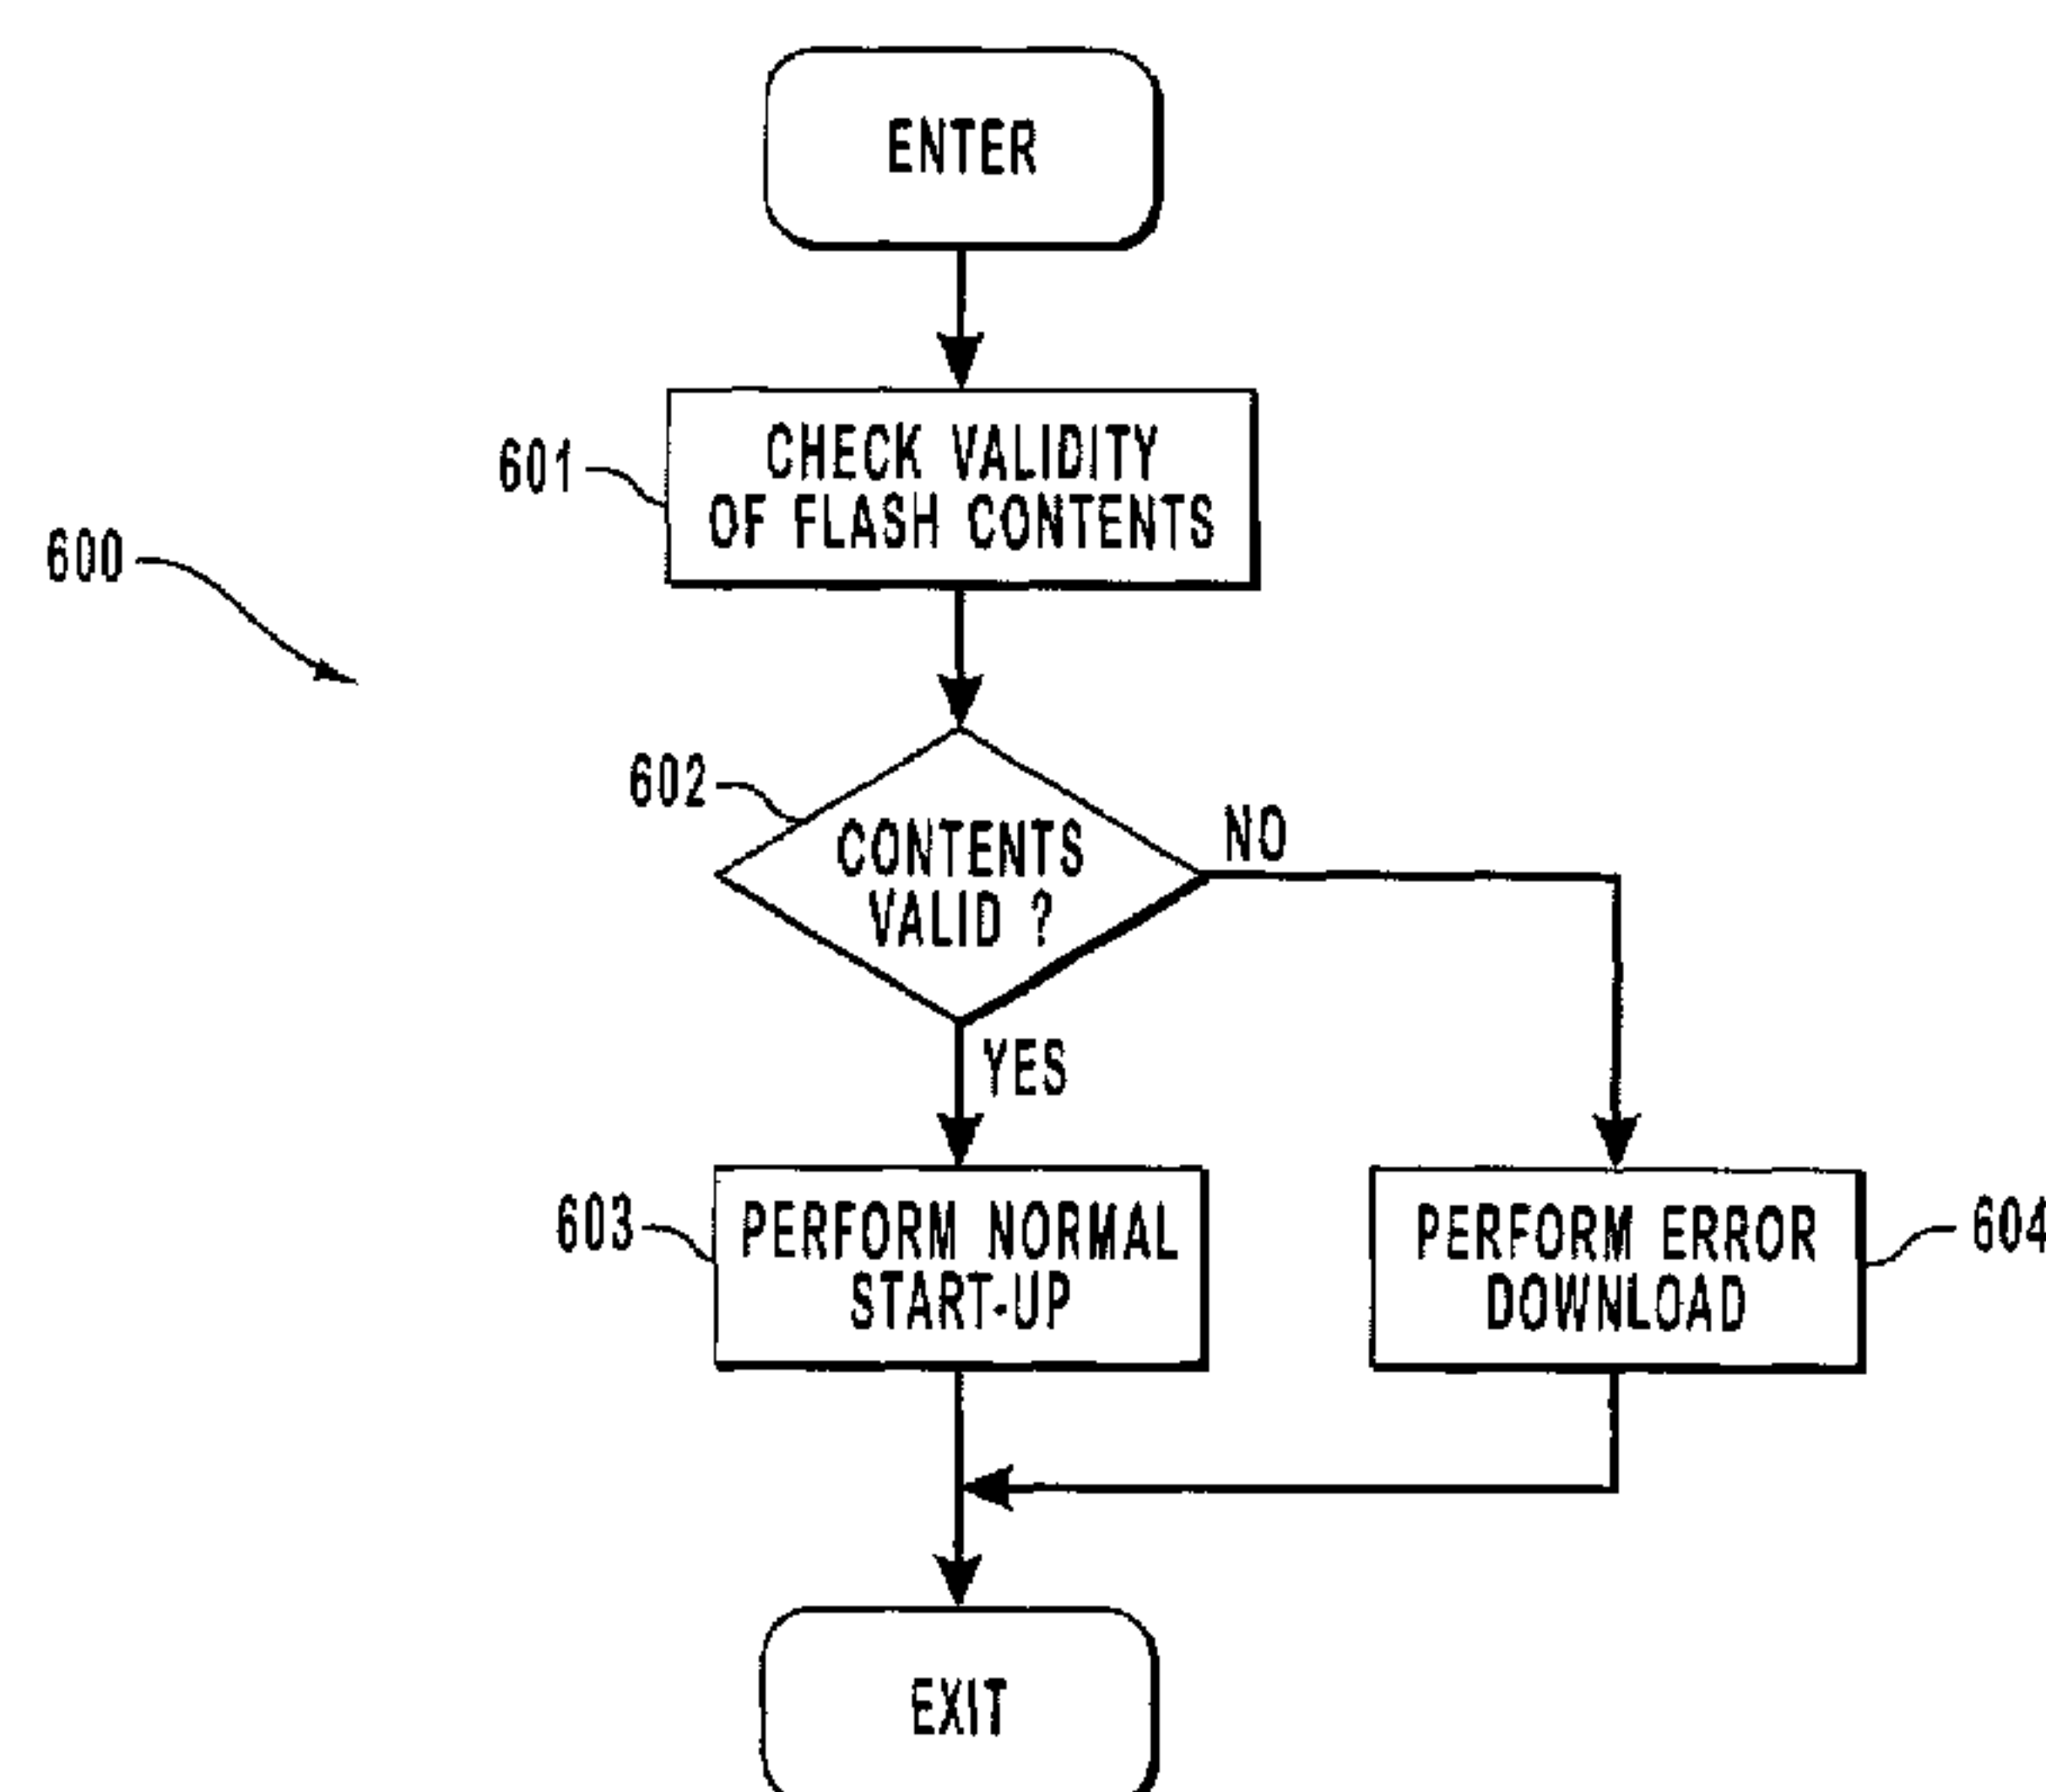 ENTER
601
CHECK VALIDITY
OF FLASH CONTENTS
600
602
CONTENTS
VALID ?
NO
YES
603
PERFORM NORMAL
START-UP
PERFORM ERROR
DOWNLOAD
604
EXIT